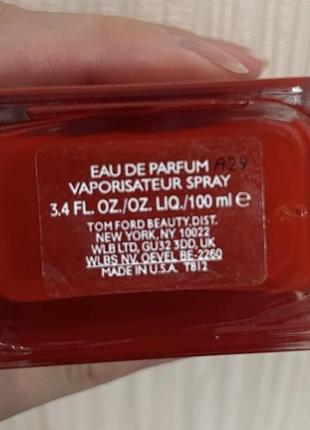 EAU DE PARFUM A29
VAPORISATEUR SPRAY
3.4 FL. OZ./OZ. LIQ./100 ml ℮
TOM FORD BEAUTY, DIST.
NEW YORK, NY 10022
WLB LTD, GU32 3DD, UK
WLBS NV. OEVEL BE-2260
MADE IN U.S.A. T812